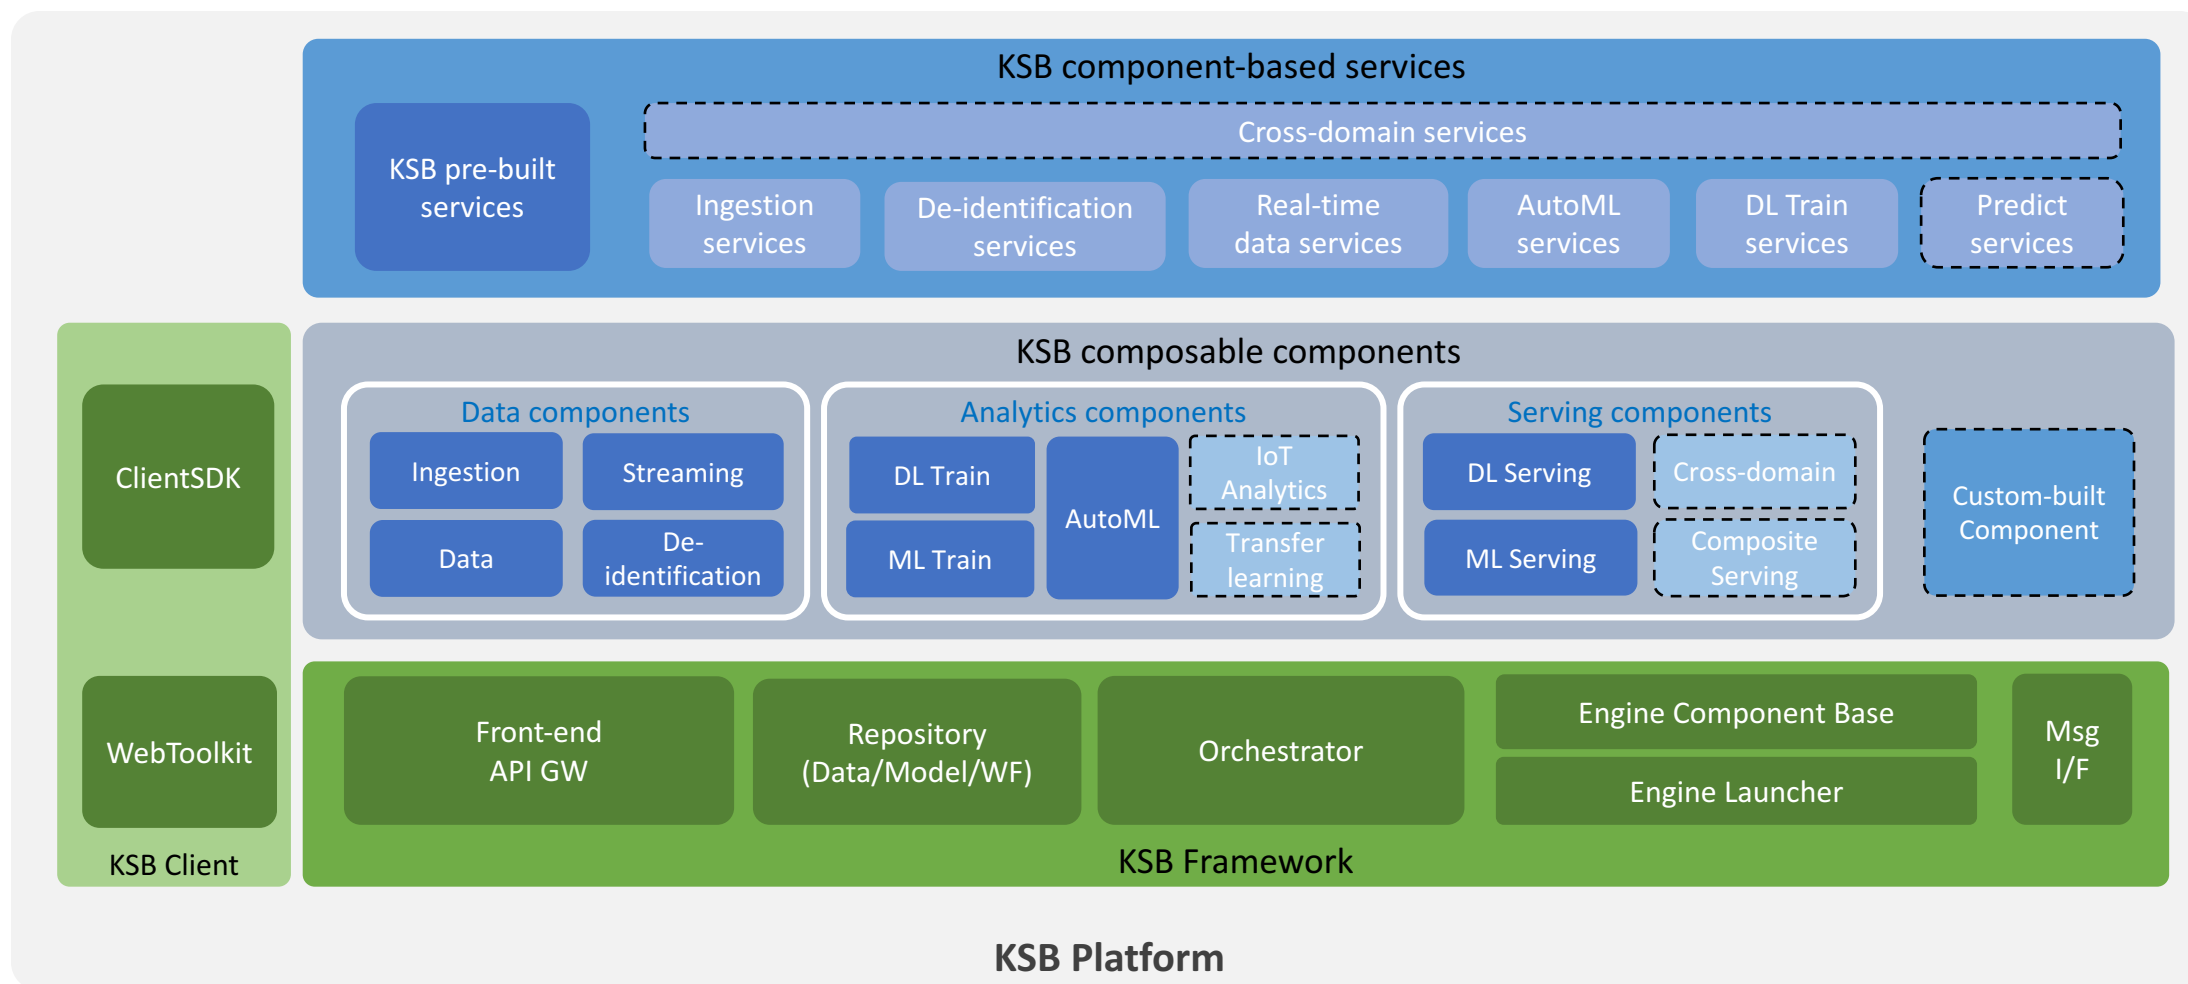 KSB component-based services
KSB pre-built
services
Cross-domain services
Ingestion
services
De-identification
services
Real-time
data services
AutoML
services
DL Train
services
Predict
services
KSB composable components
ClientSDK
Data components
Ingestion
Streaming
Data
De-
identification
Analytics components
DL Train
ML Train
AutoML
IoT
Analytics
Transfer
learning
Serving components
DL Serving
Cross-domain
ML Serving
Composite
Serving
Custom-built
Component
WebToolkit
KSB Client
Front-end
API GW
Repository
(Data/Model/WF)
Orchestrator
Engine Component Base
Engine Launcher
Msg
I/F
KSB Framework
KSB Platform